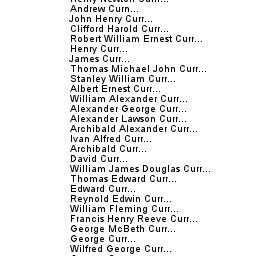 Andrew Curn...
John Henry Curr...
Clifford Harold Curr...
Robert William Ernest Curr...
Henry Curr...
James Curr...
Thomas Michael John Curr...
Stanley William Curr...
Albert Ernest Curr...
William Alexander Curr...
Alexander George Curr...
Alexander Lawson Curr...
Archibald Alexander Curr...
Ivan Alfred Curr...
Archibald Curr...
David Curr...
William James Douglas Curr...
Thomas Edward Curr...
Edward Curr...
Reynold Edwin Curr...
William Fleming Curr...
Francis Henry Reeve Curr...
George McBeth Curr...
George Curr...
Wilfred George Curr...